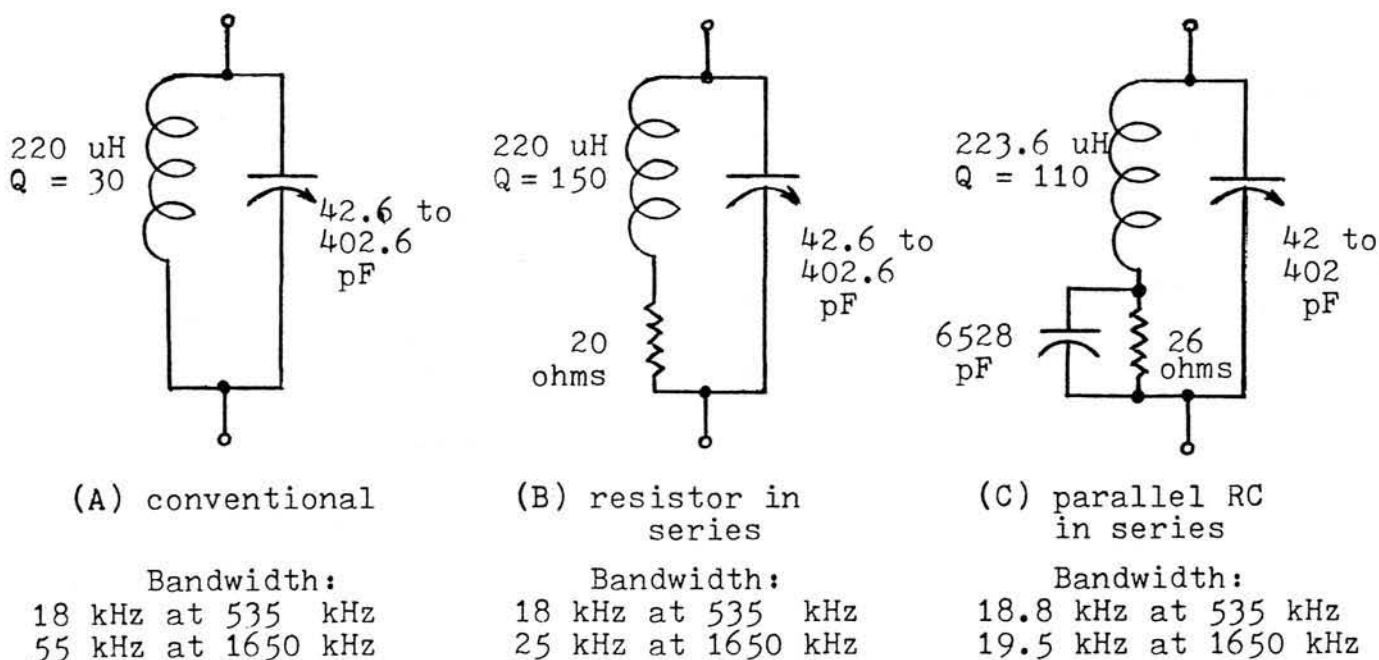 220 uH
Q = 30
42.6 to
402.6
pF
(A) conventional
Bandwidth:
18 kHz at 535 kHz
55 kHz at 1650 kHz
220 uH
Q = 150
42.6 to
402.6
pF
20
ohms
(B) resistor in
series
Bandwidth:
18 kHz at 535 kHz
25 kHz at 1650 kHz
223.6 uH
Q = 110
42 to
402
pF
6528
pF
26
ohms
(C) parallel RC
in series
Bandwidth:
18.8 kHz at 535 kHz
19.5 kHz at 1650 kHz